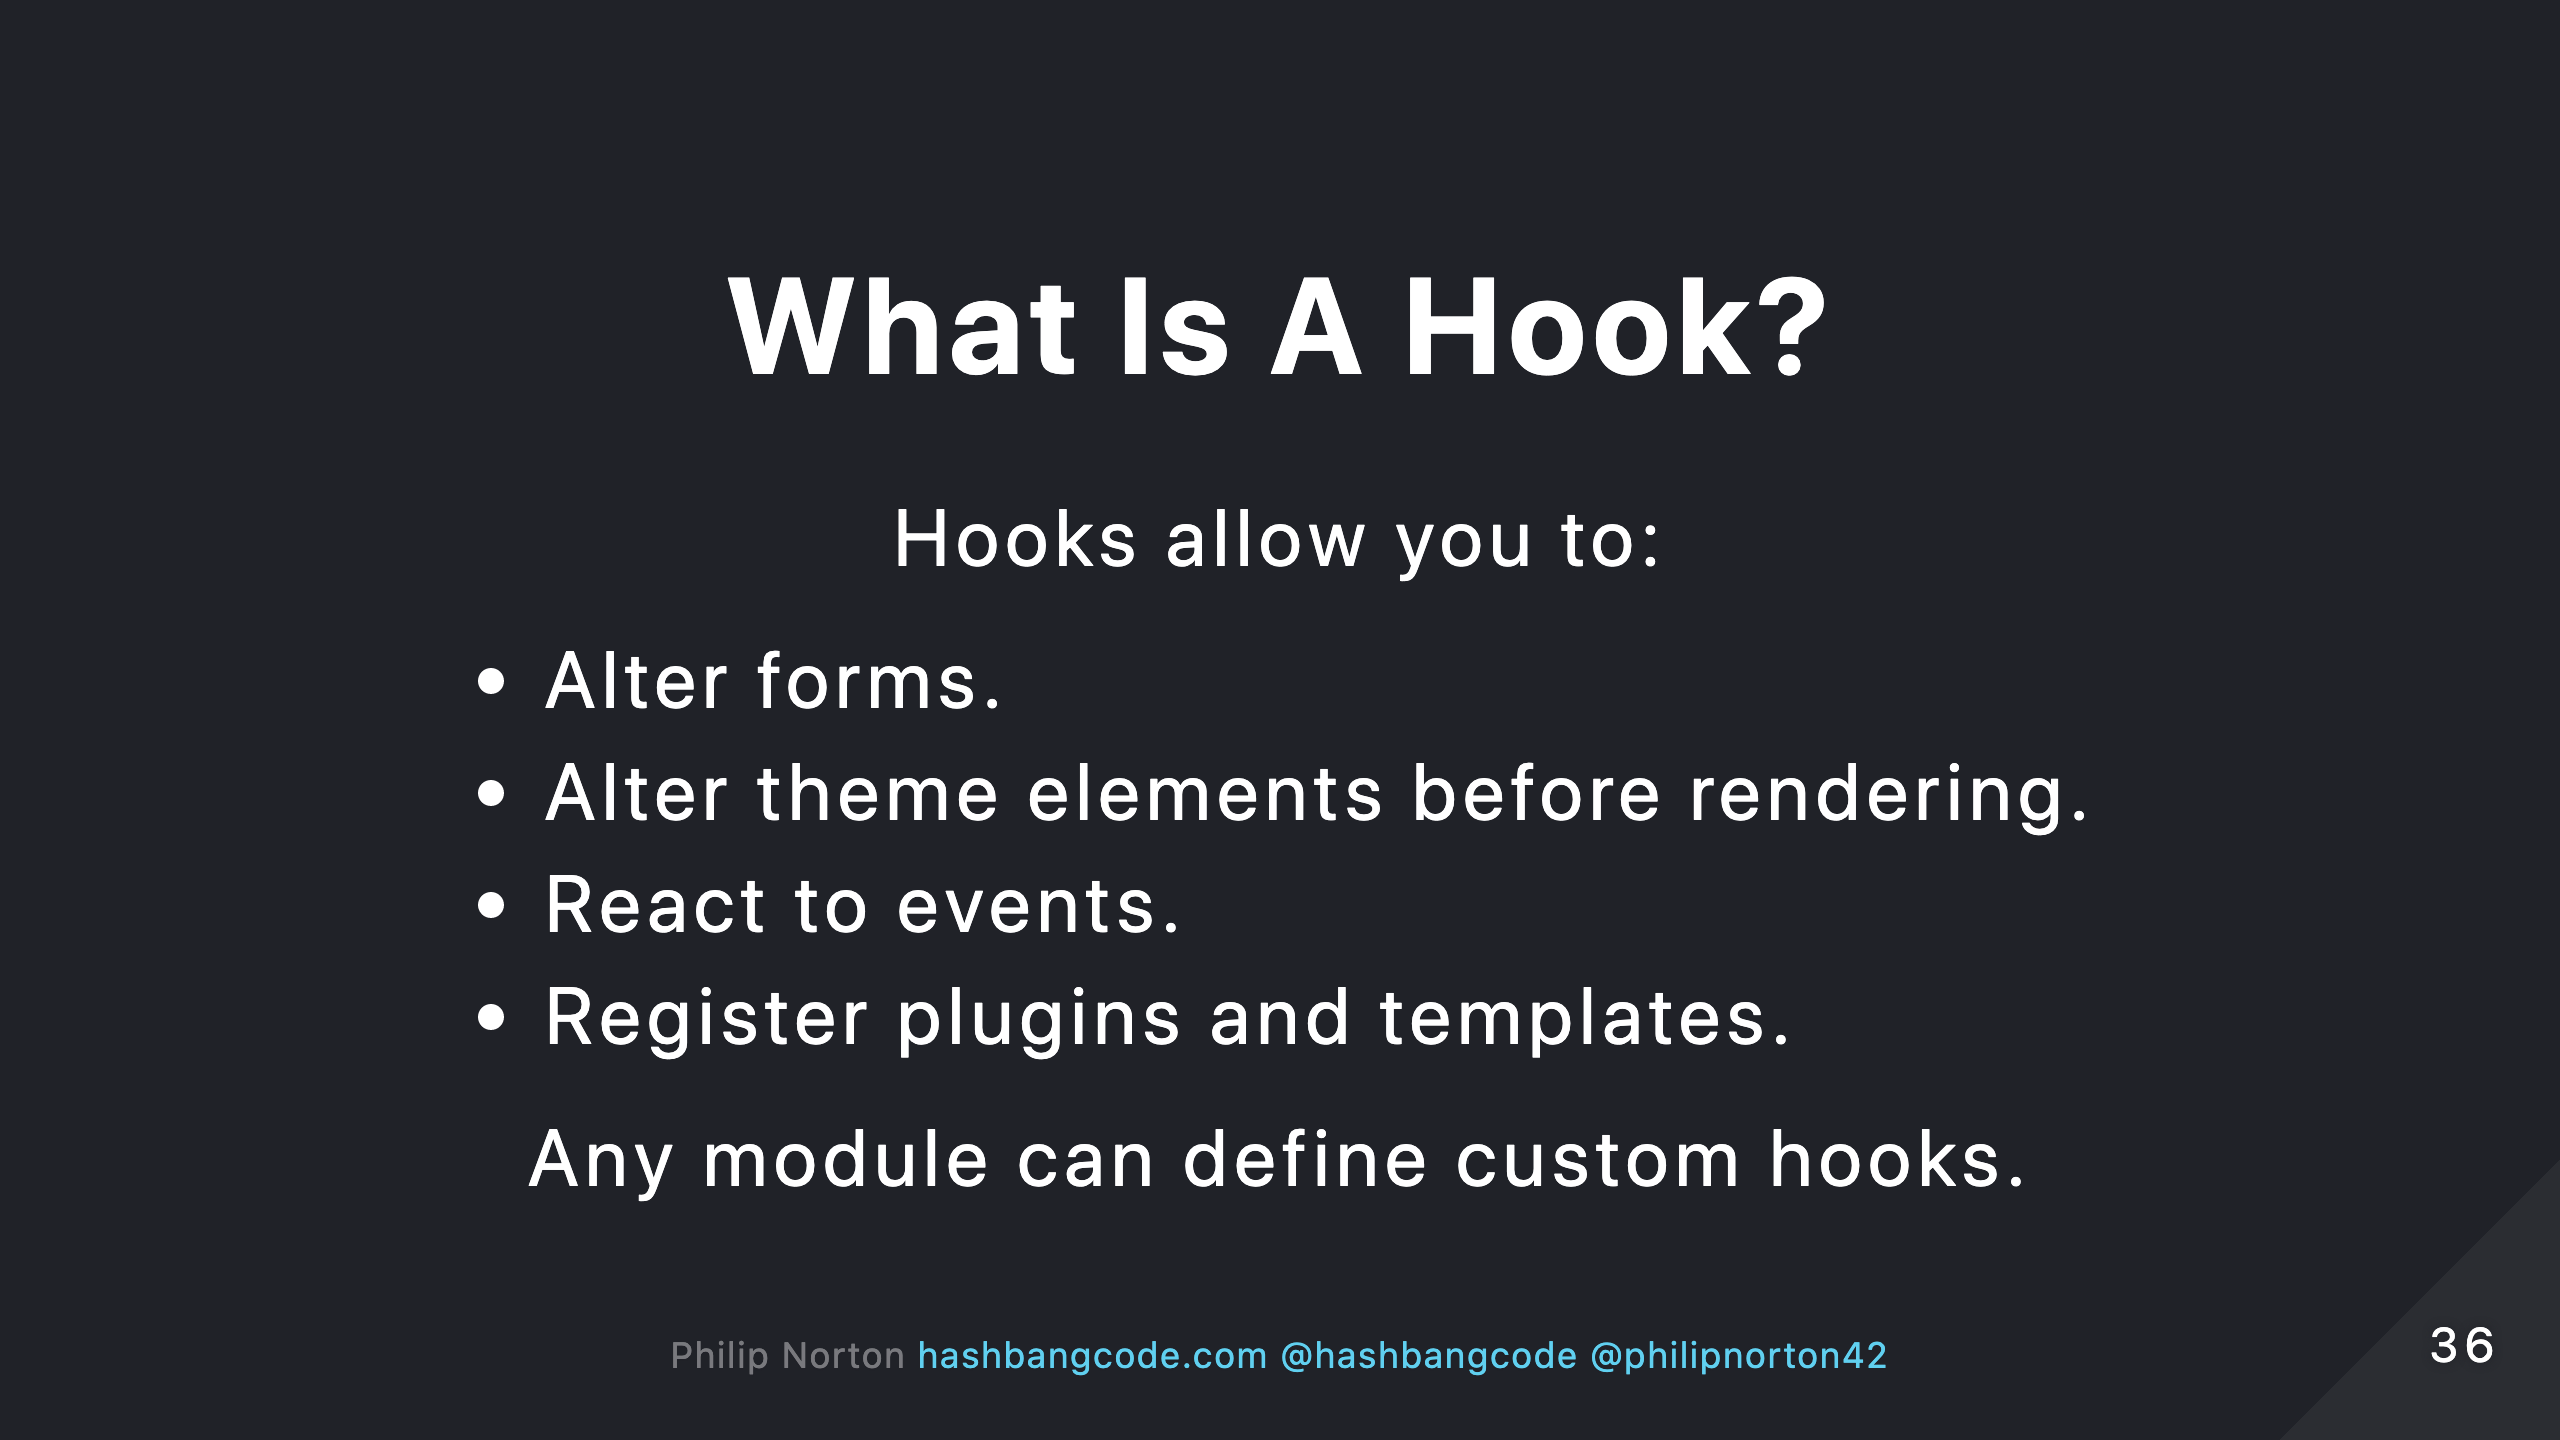 What Is A Hook?
Hooks allow you to:
• Alter forms.
• Alter theme elements before rendering.
• React to events.
• Register plugins and templates.
Any module can define custom hooks.
Philip Norton hashbangcode.com @hashbangcode @philipnorton42
36